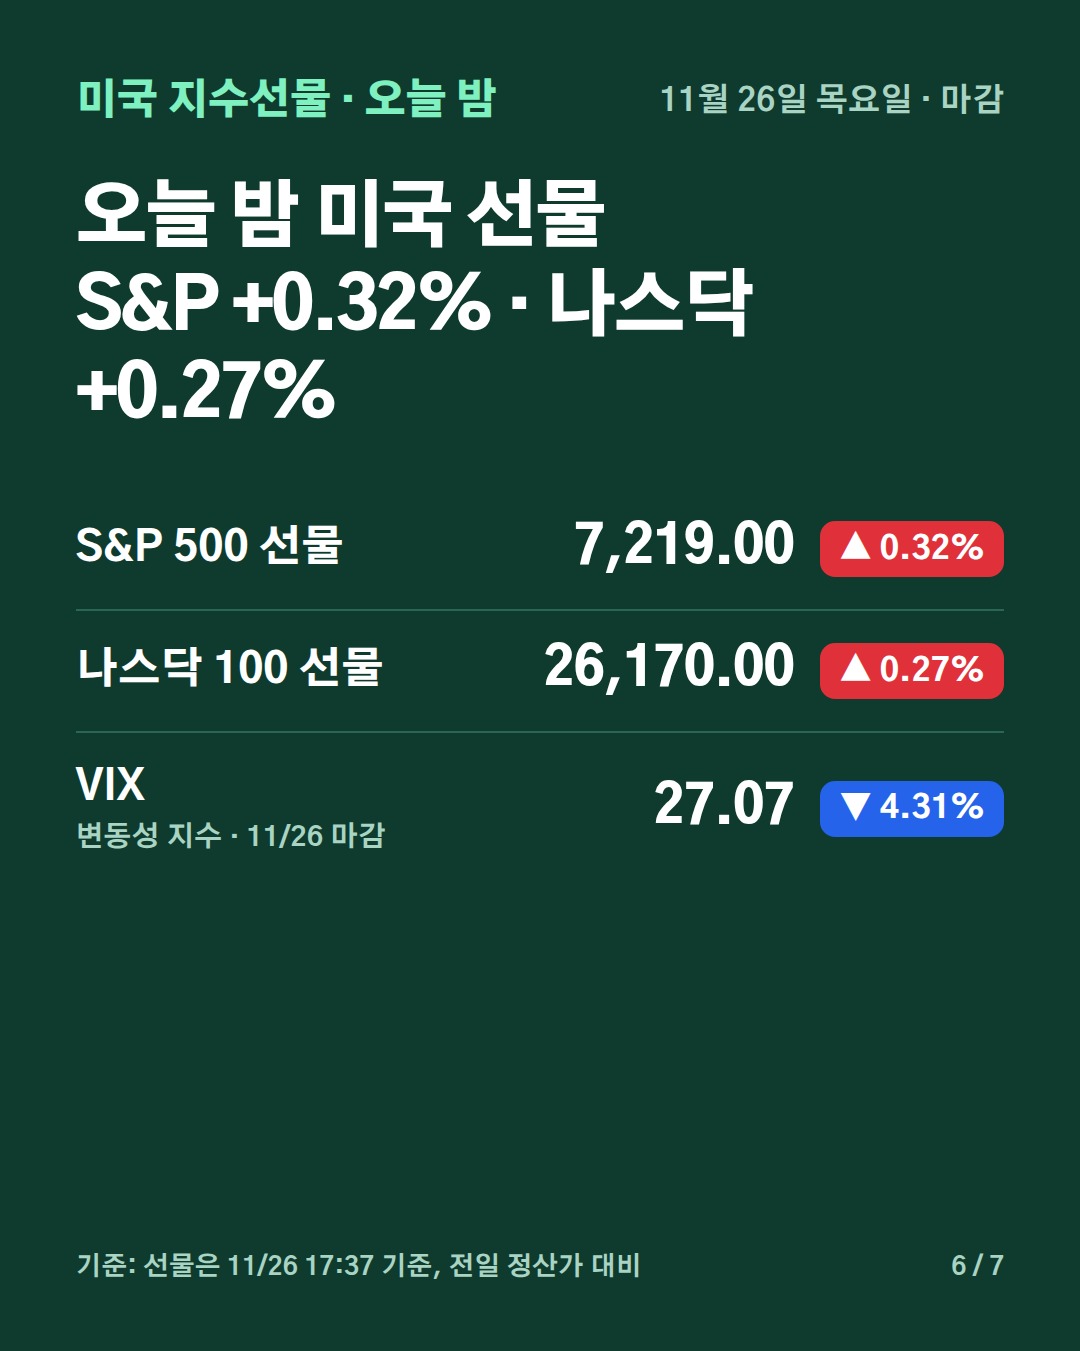 미국 지수선물 · 오늘 밤
11월 26일 목요일 · 마감
오늘 밤 미국 선물
S&P +0.32% · 나스닥
+0.27%
S&P 500 선물 7,219.00 ▲ 0.32%
나스닥 100 선물 26,170.00 ▲ 0.27%
VIX 27.07 ▼ 4.31%
변동성 지수 · 11/26 마감
기준: 선물은 11/26 17:37 기준, 전일 정산가 대비
6 / 7